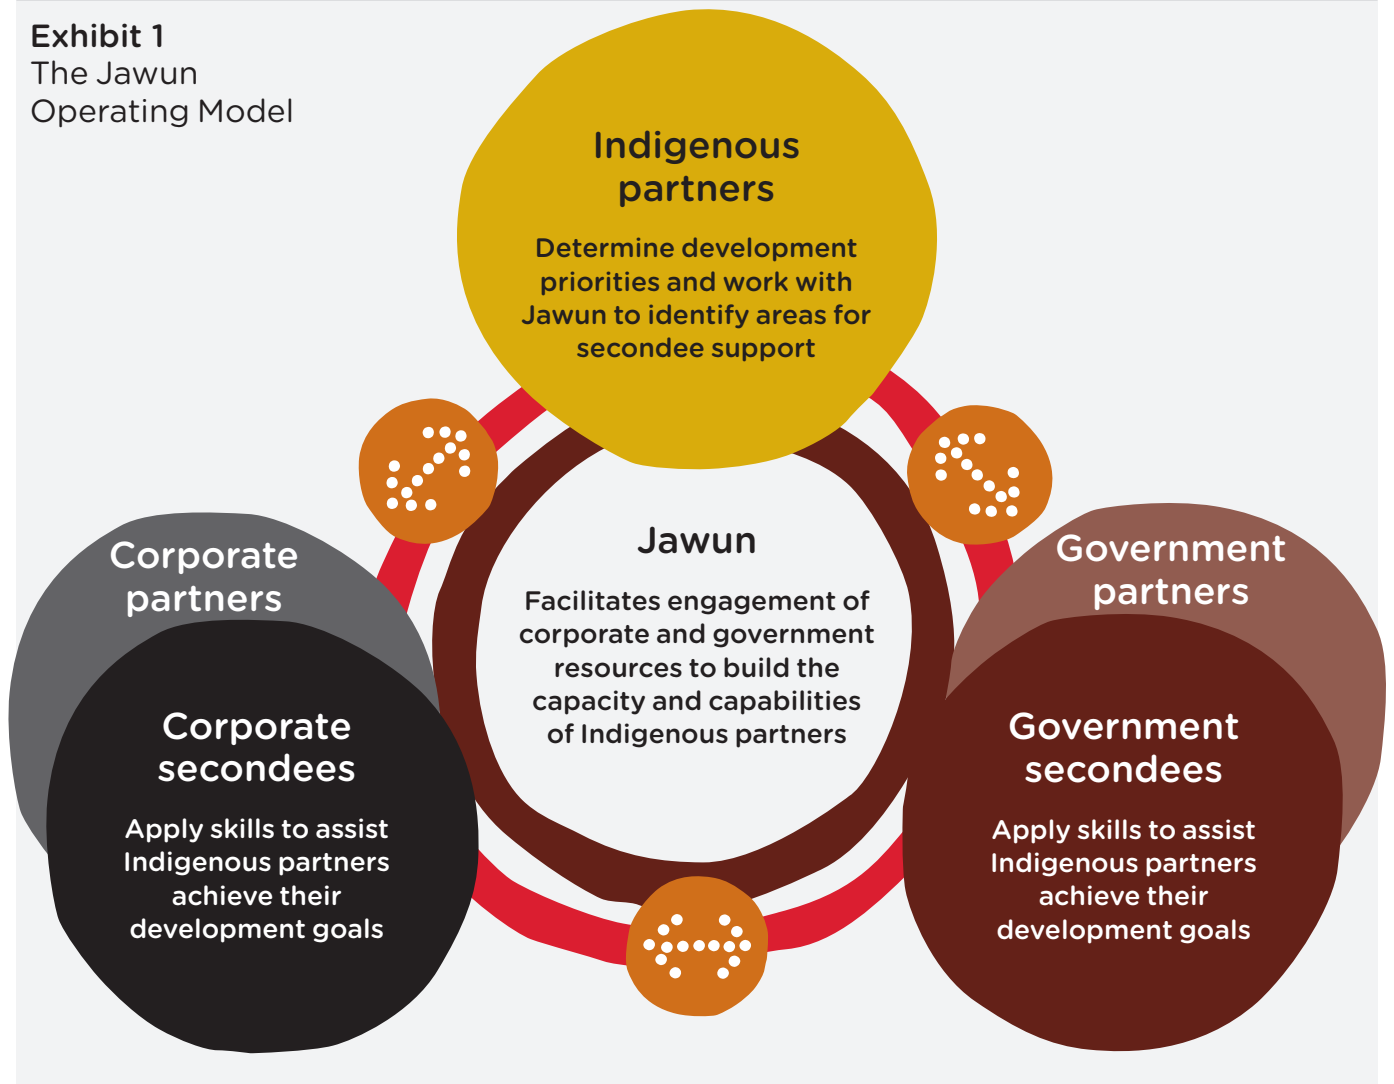 Exhibit 1
The Jawun
Operating Model
Indigenous
partners
Determine development
priorities and work with
Jawun to identify areas for
secondee support
Jawun
Facilitates engagement of
corporate and government
resources to build the
capacity and capabilities
of Indigenous partners
Corporate
partners
Corporate
secondees
Apply skills to assist
Indigenous partners
achieve their
development goals
Government
partners
Government
secondees
Apply skills to assist
Indigenous partners
achieve their
development goals